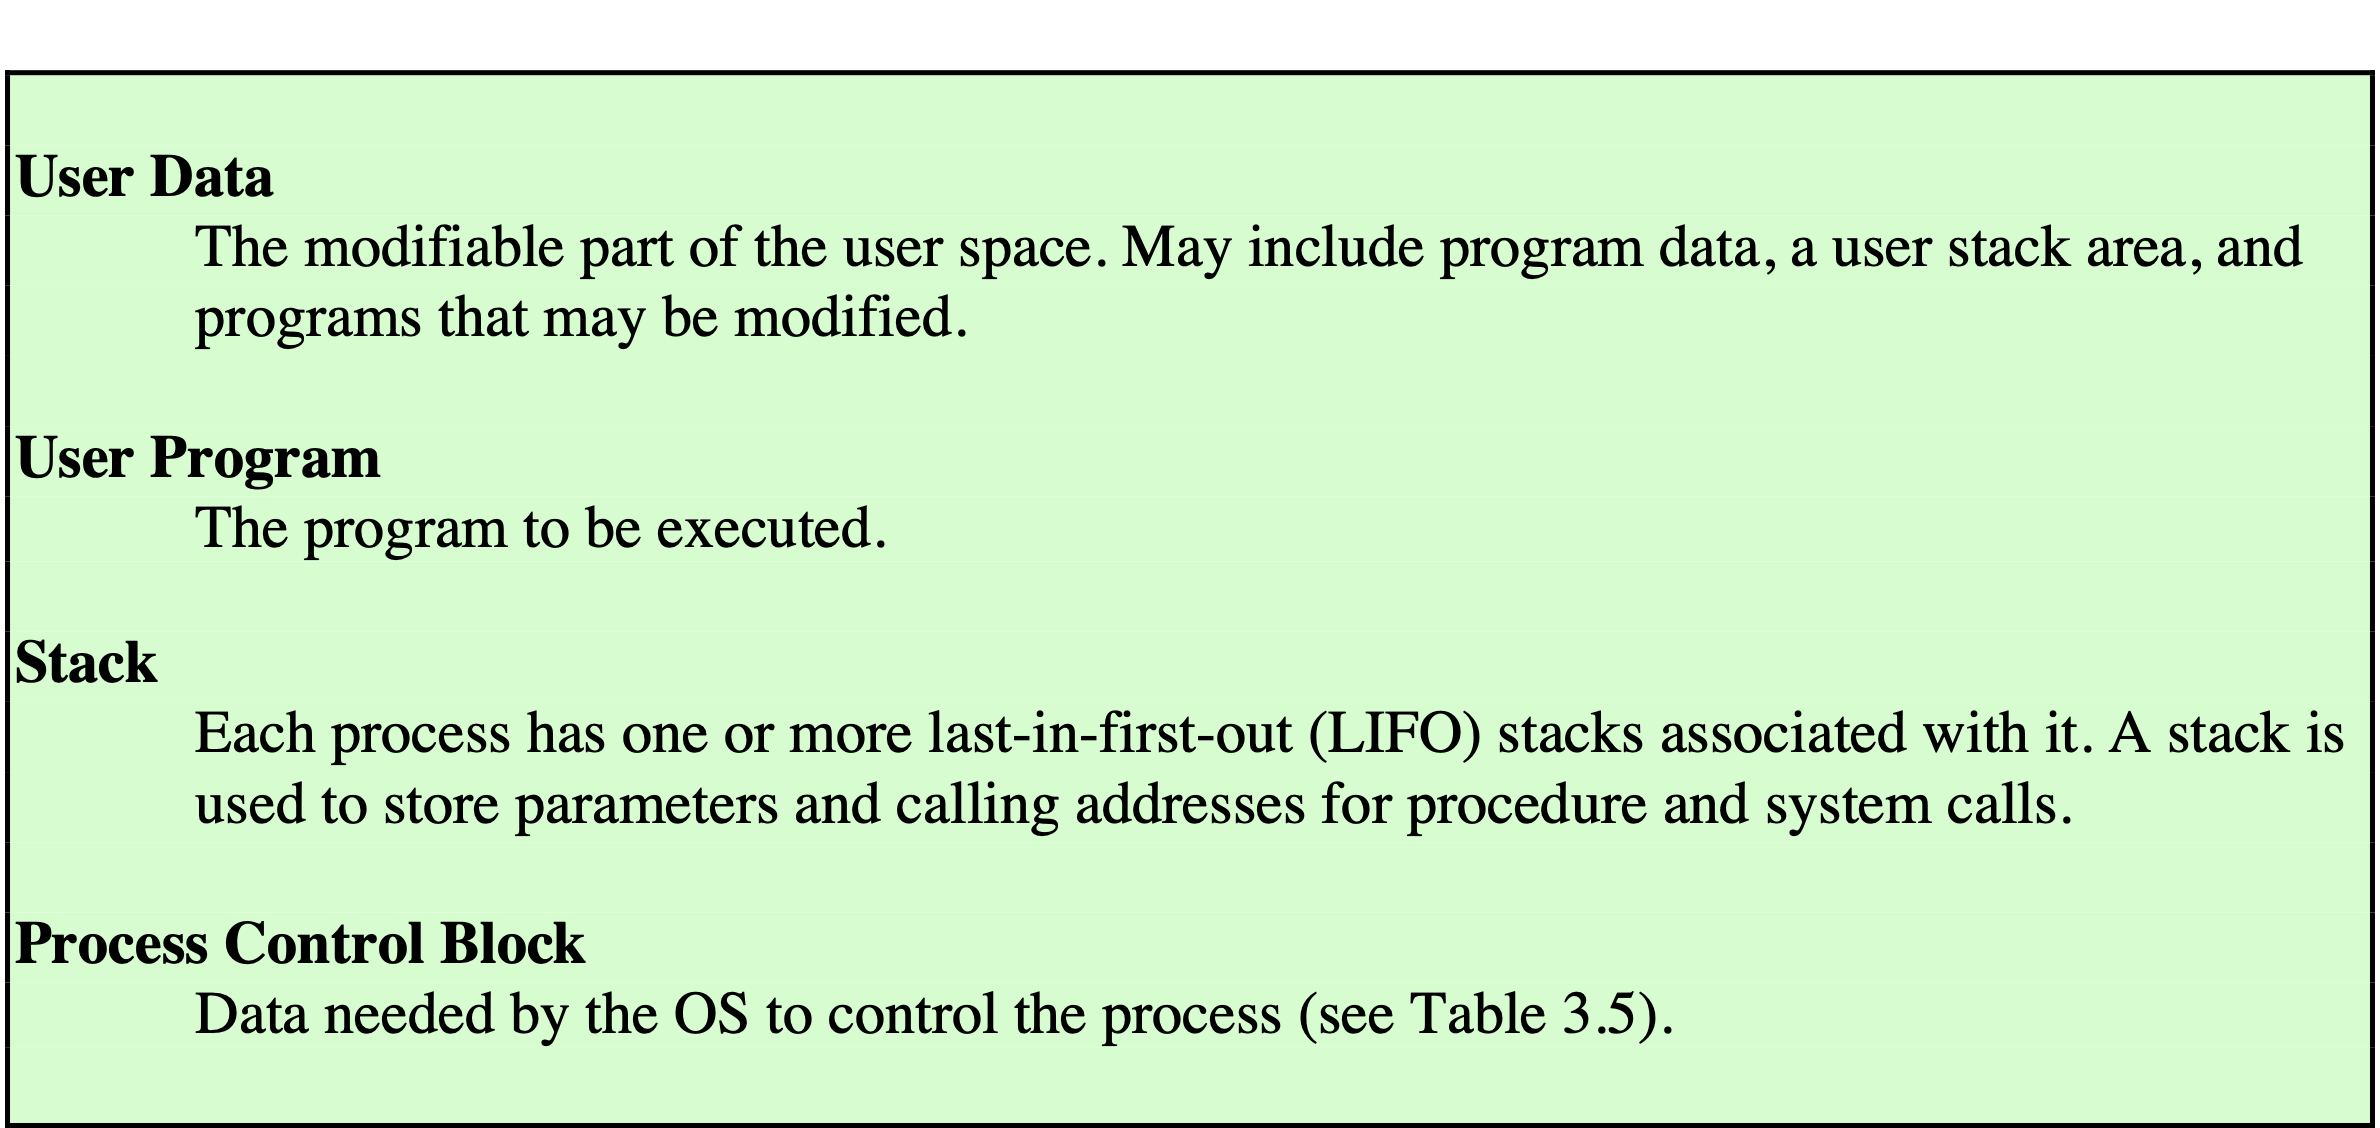 User Data
The modifiable part of the user space. May include program data, a user stack area, and
programs that may be modified.
User Program
The program to be executed.
Stack
Each process has one or more last-in-first-out (LIFO) stacks associated with it. A stack is
used to store parameters and calling addresses for procedure and system calls.
Process Control Block
Data needed by the OS to control the process (see Table 3.5).